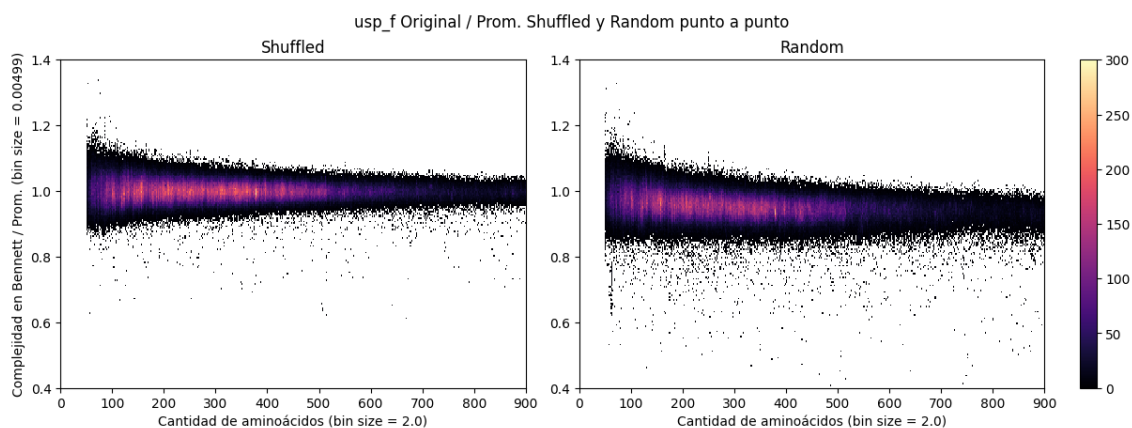 usp_f Original / Prom. Shuffled y Random punto a punto
Shuffled
Random
Complejidad en Bennett / Prom. (bin size = 0.00499)
1.4
1.2
1.0
0.8
0.6
0.4
0 100 200 300 400 500 600 700 800 900
Cantidad de aminoácidos (bin size = 2.0)
1.4
1.2
1.0
0.8
0.6
0.4
0 100 200 300 400 500 600 700 800 900
Cantidad de aminoácidos (bin size = 2.0)
300
250
200
150
100
50
0